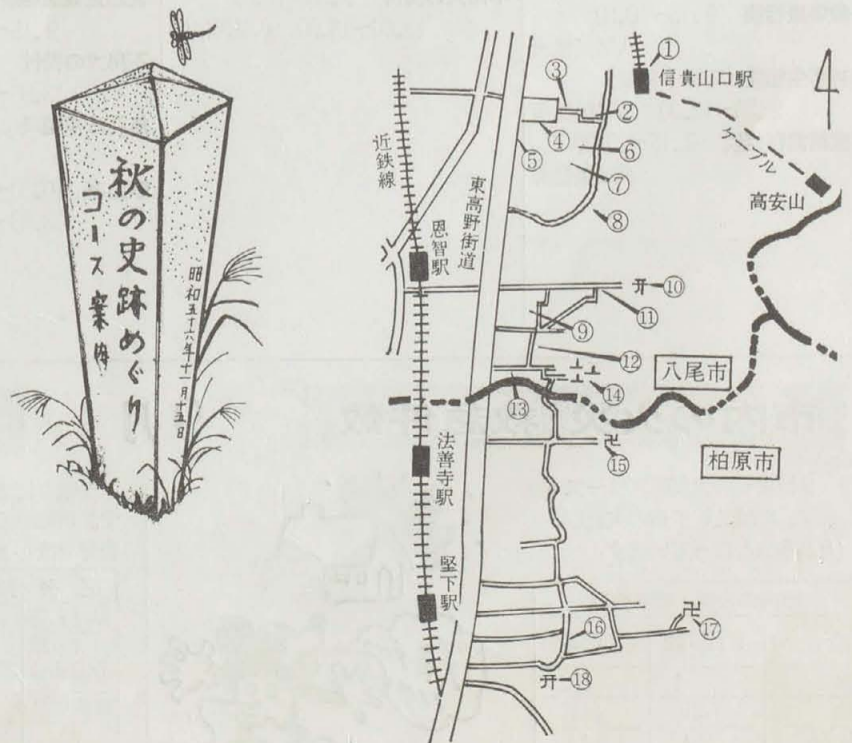 秋の史跡めぐり
コース案内
昭和五十六年十一月十五日
①
信貴山口駅
ケーブル
高安山
③
②
④
⑤
⑥
⑦
⑧
近鉄線
東高野街道
恩智駅
⑩
⑨
⑪
⑫
⑬
⑭
八尾市
柏原市
法善寺駅
⑮
堅下駅
⑯
⑰
⑱